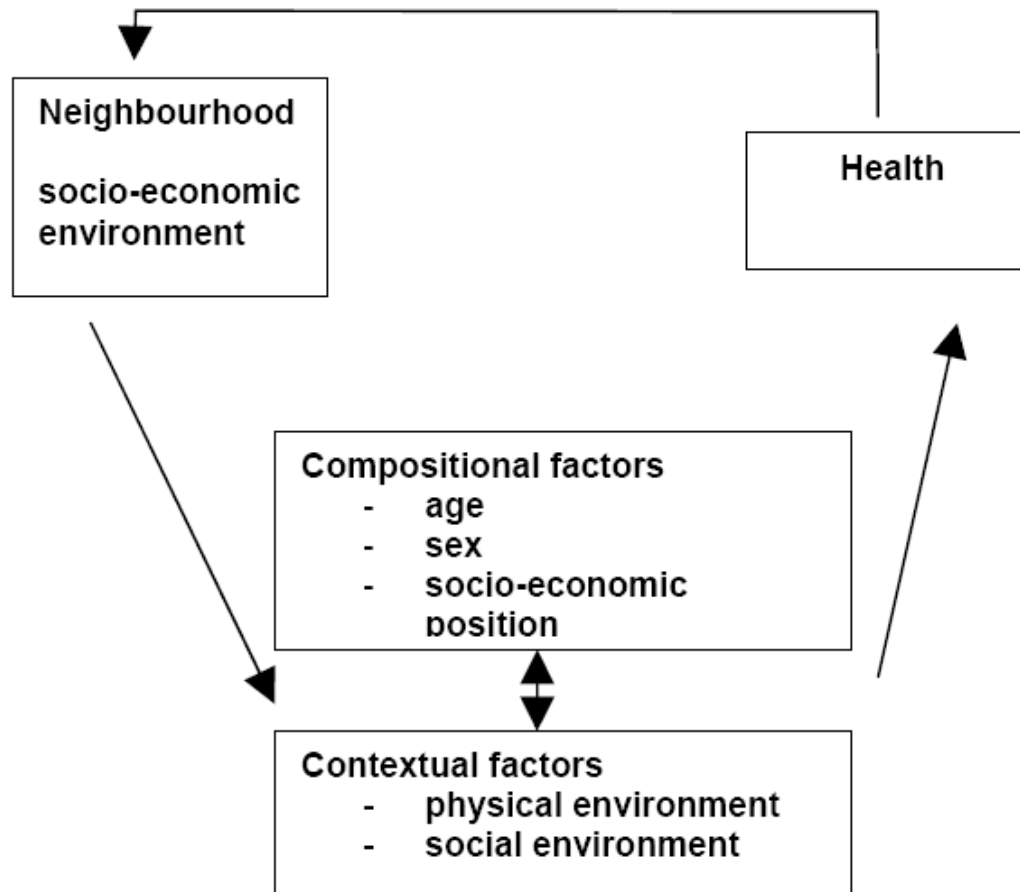 Neighbourhood
socio-economic
environment
Health
Compositional factors
- age
- sex
- socio-economic
position
Contextual factors
- physical environment
- social environment